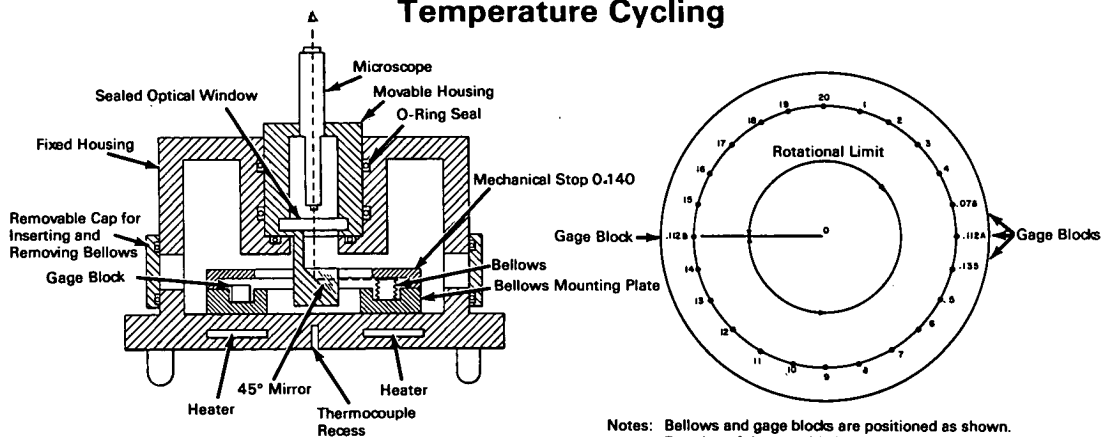 Temperature Cycling
Microscope
Sealed Optical Window
Movable Housing
O-Ring Seal
Fixed Housing
Mechanical Stop 0.140
Removable Cap for
Inserting and
Removing Bellows
Gage Block
Bellows
Bellows Mounting Plate
45° Mirror
Heater
Heater
Thermocouple
Recess
20
1
2
3
4
.078
.112A
.135
5
6
7
8
9
10
11
12
13
14
.112B
15
16
17
18
19
Rotational Limit
0
Gage Block
Gage Blocks
Notes: Bellows and gage blocks are positioned as shown.